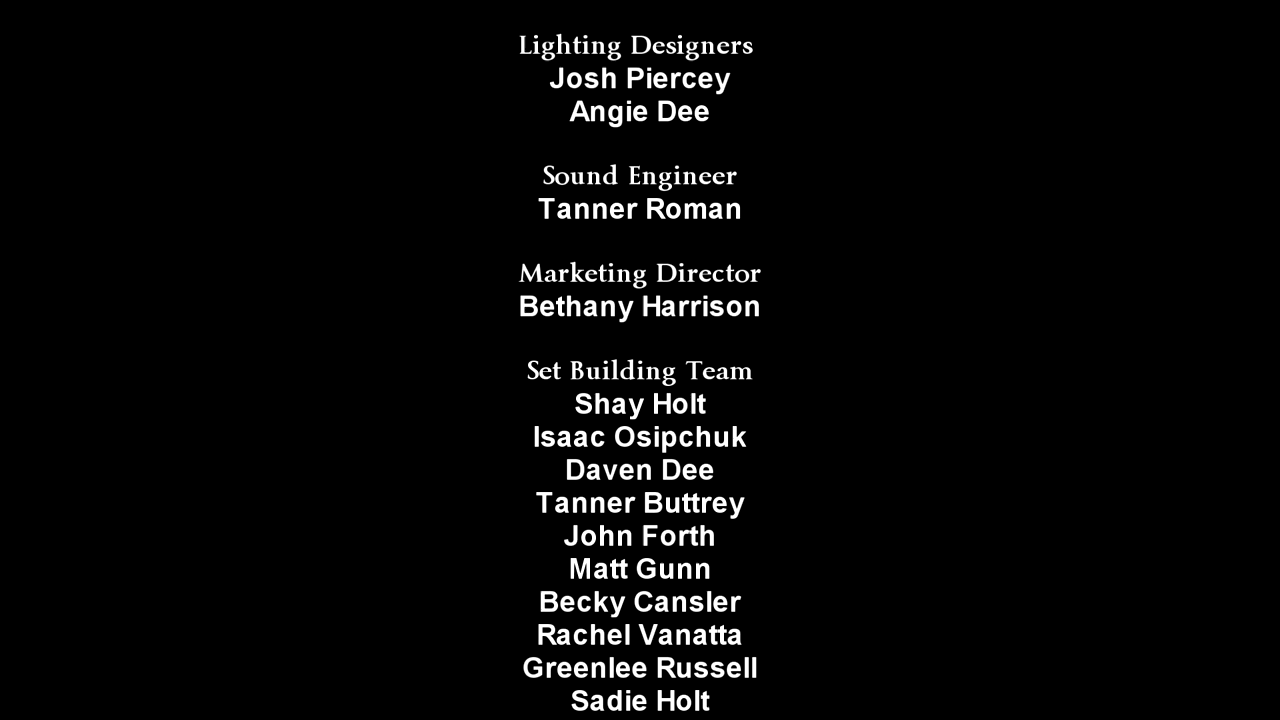 Lighting Designers
Josh Piercey
Angie Dee
Sound Engineer
Tanner Roman
Marketing Director
Bethany Harrison
Set Building Team
Shay Holt
Isaac Osipchuk
Daven Dee
Tanner Buttrey
John Forth
Matt Gunn
Becky Cansler
Rachel Vanatta
Greenlee Russell
Sadie Holt